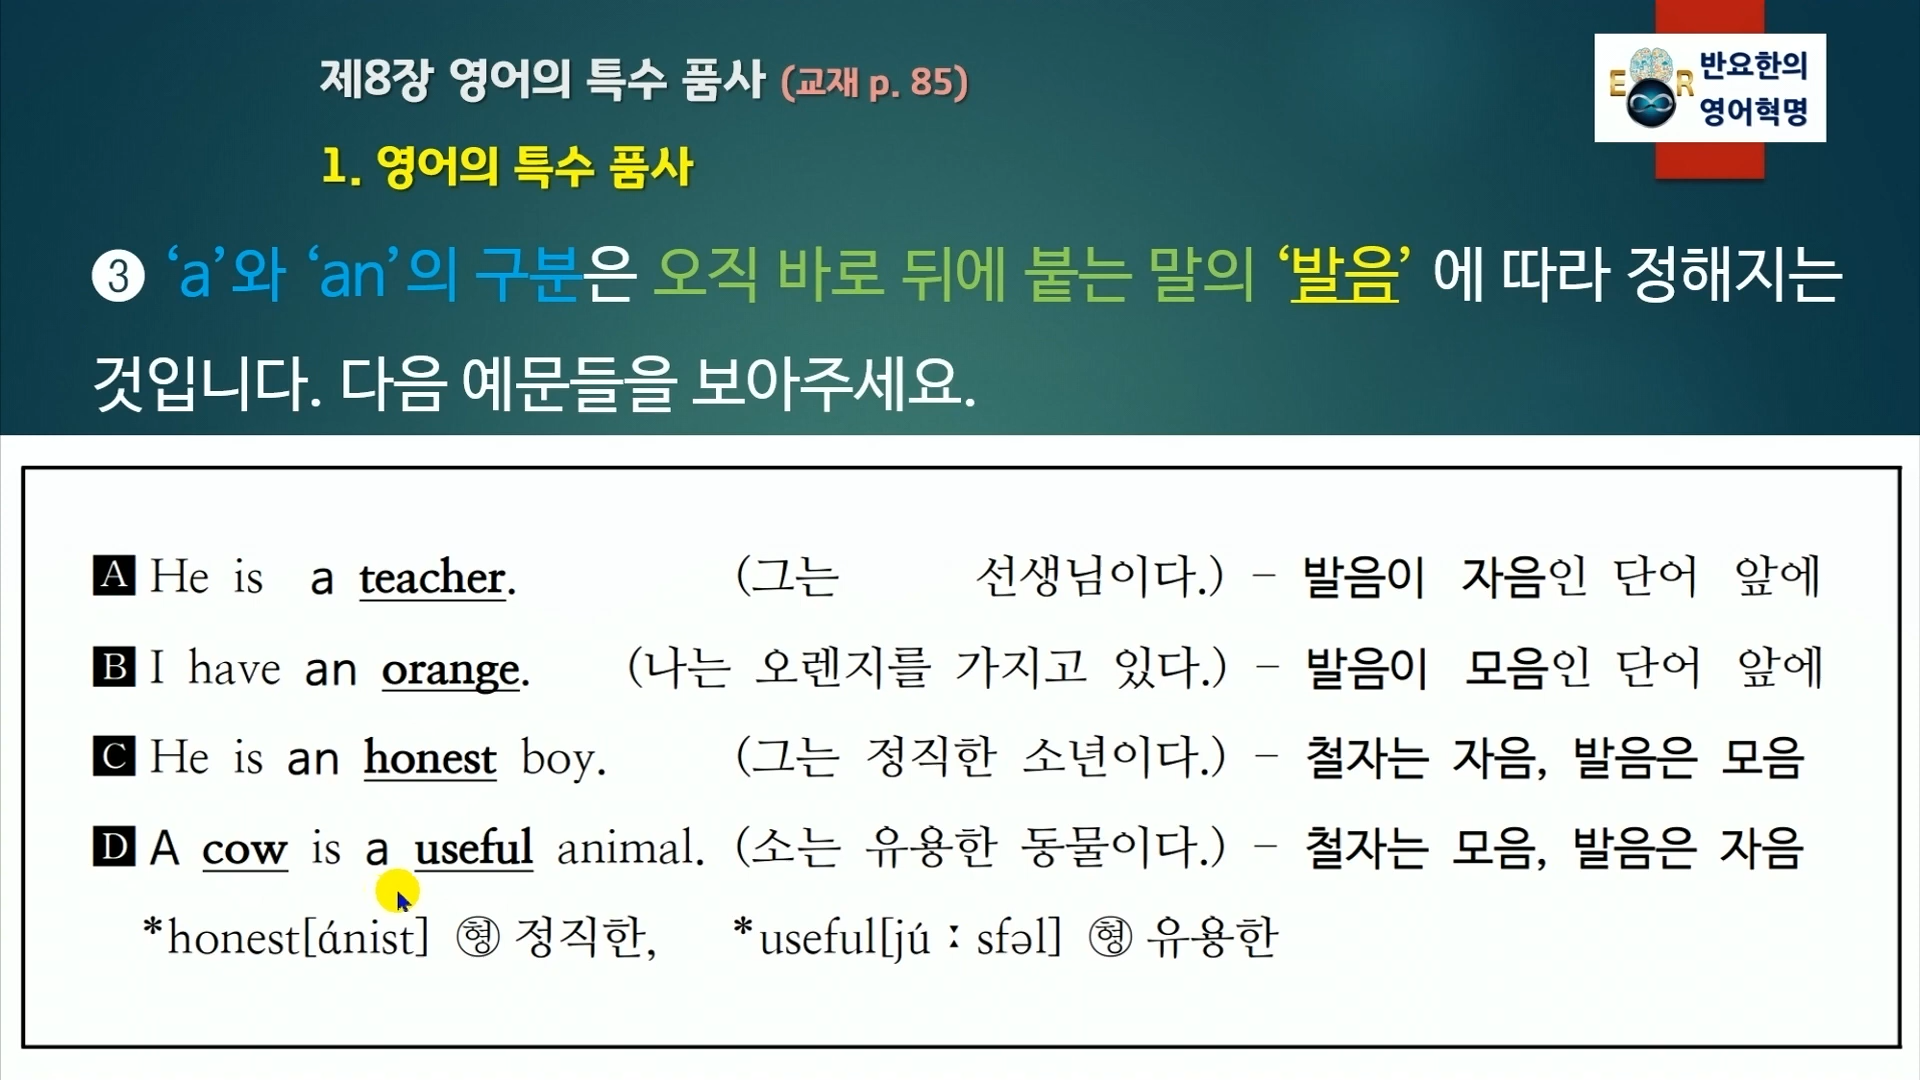 제8장 영어의 특수 품사 (교재 p. 85)
E R 반요한의
영어혁명
1. 영어의 특수 품사
❸ ‘a’와 ‘an’의 구분은 오직 바로 뒤에 붙는 말의 ‘발음’ 에 따라 정해지는
것입니다. 다음 예문들을 보아주세요.
A He is a teacher. (그는 선생님이다.) – 발음이 자음인 단어 앞에
B I have an orange. (나는 오렌지를 가지고 있다.) – 발음이 모음인 단어 앞에
C He is an honest boy. (그는 정직한 소년이다.) – 철자는 자음, 발음은 모음
D A cow is a useful animal. (소는 유용한 동물이다.) – 철자는 모음, 발음은 자음
*honest[ánist] ㉻ 정직한, *useful[júːsfəl] ㉻ 유용한